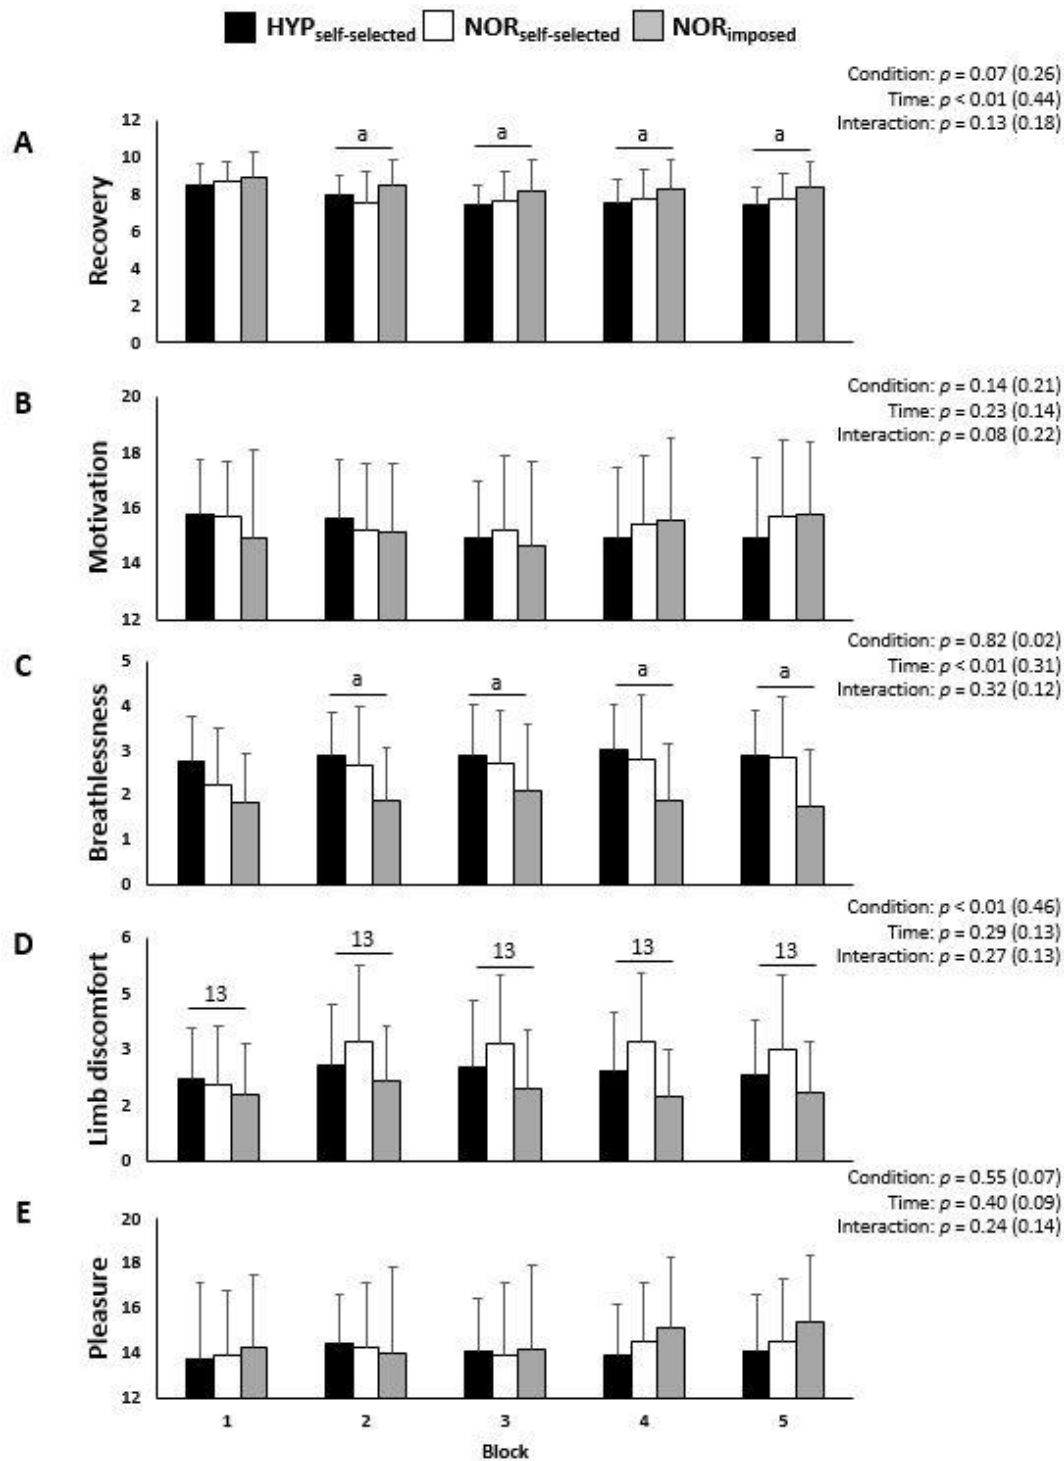 HYPself-selected NORself-selected NORimposed
Condition: p = 0.07 (0.26)
Time: p < 0.01 (0.44)
Interaction: p = 0.13 (0.18)
A
Recovery
12
10
8
6
4
2
0
a a a a
Condition: p = 0.14 (0.21)
Time: p = 0.23 (0.14)
Interaction: p = 0.08 (0.22)
B
Motivation
20
18
16
14
12
Condition: p = 0.82 (0.02)
Time: p < 0.01 (0.31)
Interaction: p = 0.32 (0.12)
C
Breathlessness
5
4
3
2
1
0
a a a a
Condition: p < 0.01 (0.46)
Time: p = 0.29 (0.13)
Interaction: p = 0.27 (0.13)
D
Limb discomfort
6
5
3
2
0
13 13 13 13 13
Condition: p = 0.55 (0.07)
Time: p = 0.40 (0.09)
Interaction: p = 0.24 (0.14)
E
Pleasure
20
18
16
14
12
1 2 3 4 5
Block